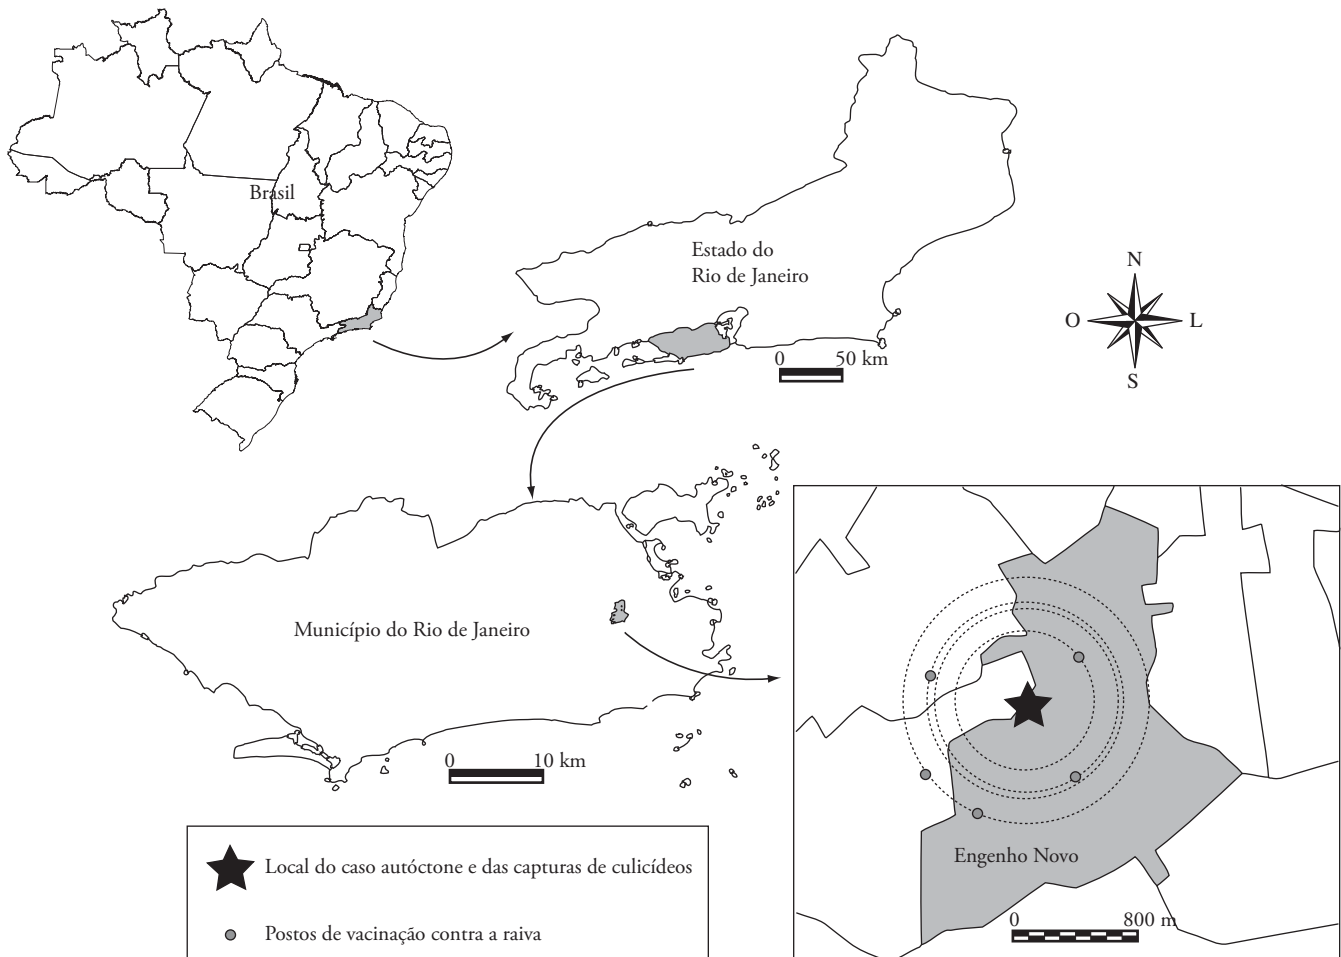 Brasil
Estado do
Rio de Janeiro
0 50 km
N
O L
S
Município do Rio de Janeiro
0 10 km
Engenho Novo
0 800 m
Local do caso autóctone e das capturas de culicídeos
Postos de vacinação contra a raiva